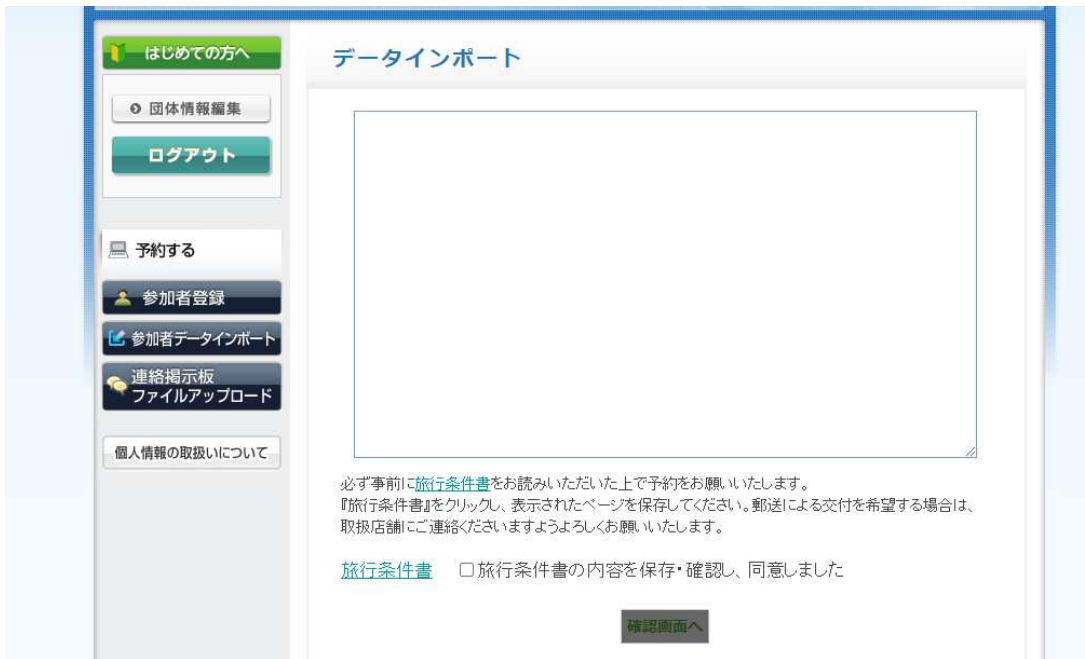 はじめての方へ
団体情報編集
ログアウト
予約する
参加者登録
参加者データインポート
連絡掲示板
ファイルアップロード
個人情報の取扱いについて
データインポート
必ず事前に旅行条件書をお読みいただいた上で予約をお願いいたします。
『旅行条件書』をクリックし、表示されたページを保存してください。郵送による交付を希望する場合は、
取扱店舗にご連絡くださいますようよろしくお願いいたします。
旅行条件書 旅行条件書の内容を保存・確認し、同意しました
確認画面へ